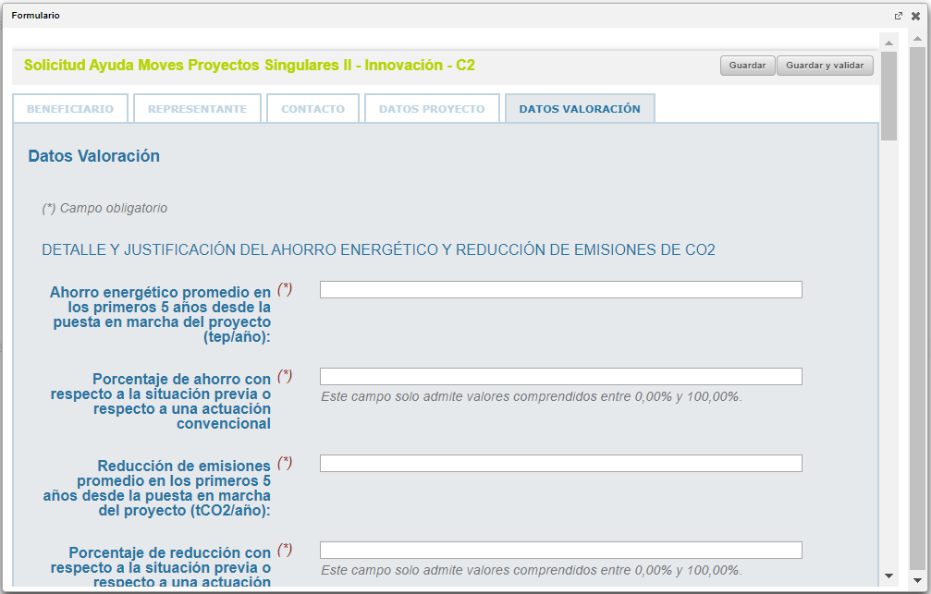 Formulario
Solicitud Ayuda Moves Proyectos Singulares II - Innovación - C2
Guardar
Guardar y validar
BENEFICIARIO
REPRESENTANTE
CONTACTO
DATOS PROYECTO
DATOS VALORACIÓN
Datos Valoración
(*) Campo obligatorio
DETALLE Y JUSTIFICACIÓN DEL AHORRO ENERGÉTICO Y REDUCCIÓN DE EMISIONES DE CO2
Ahorro energético promedio en (*)
los primeros 5 años desde la
puesta en marcha del proyecto
(tep/año):
Porcentaje de ahorro con (*)
respecto a la situación previa o
respecto a una actuación
convencional
Este campo solo admite valores comprendidos entre 0,00% y 100,00%.
Reducción de emisiones (*)
promedio en los primeros 5
años desde la puesta en marcha
del proyecto (tCO2/año):
Porcentaje de reducción con (*)
respecto a la situación previa o
respecto a una actuación
Este campo solo admite valores comprendidos entre 0,00% y 100,00%.